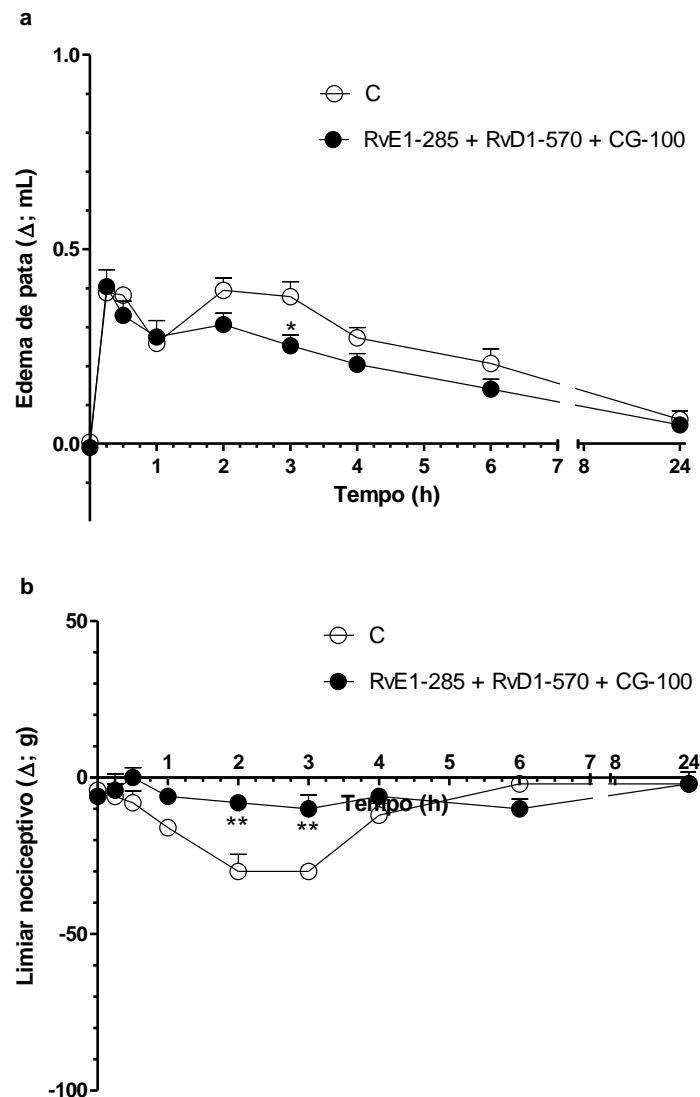 a
1.0
C
RvE1-285 + RvD1-570 + CG-100
0.5
Edema de pata (Δ; mL)
*
0.0
1 2 3 4 5 6 7 8 24
Tempo (h)
b
50
C
RvE1-285 + RvD1-570 + CG-100
0
1 2 3 4 5 6 7 8 24
Tempo (h)
** **
Limiar nociceptivo (Δ; g)
-50
-100